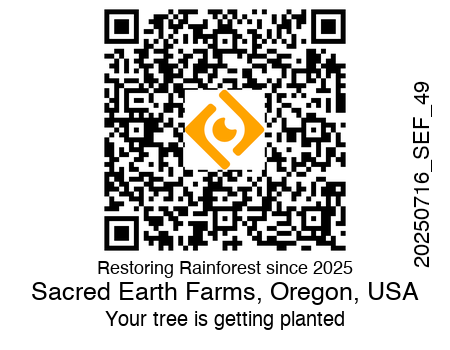 Restoring Rainforest since 2025
Sacred Earth Farms, Oregon, USA
Your tree is getting planted
20250716_SEF_49